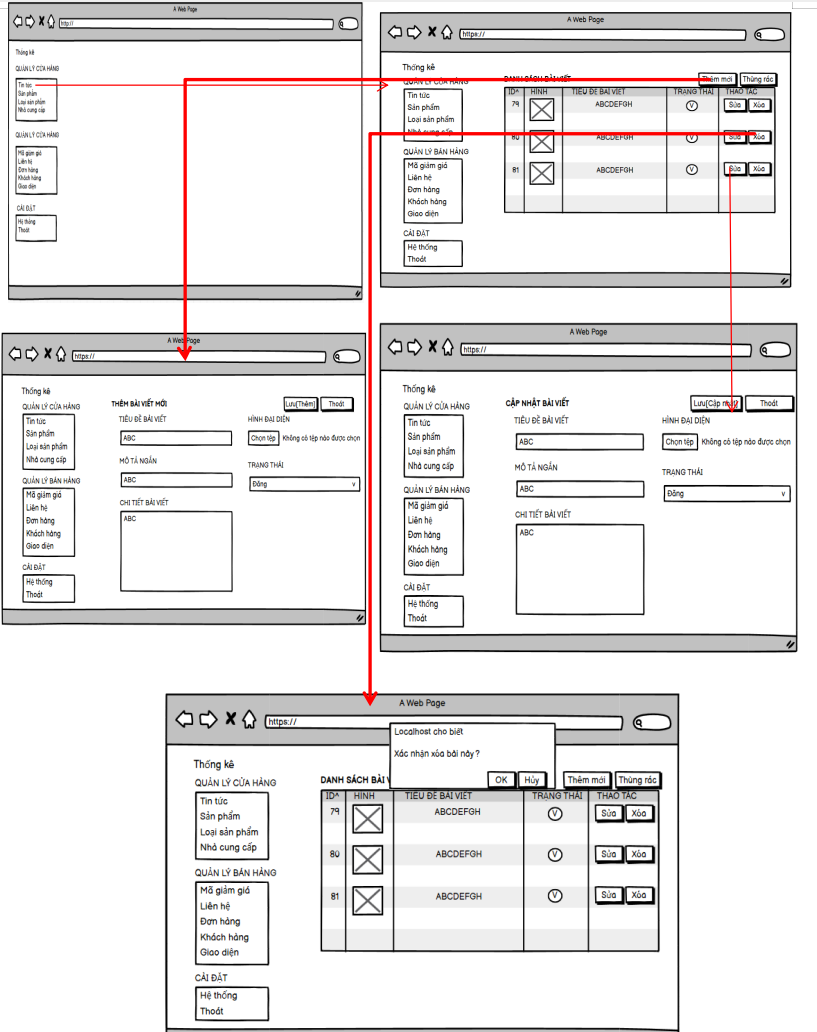 A Web Page
http://
Thống kê
QUẢN LÝ CỬA HÀNG
Tin tức
Sản phẩm
Loại sản phẩm
Nhà cung cấp
QUẢN LÝ CỬA HÀNG
Mã giảm giá
Liên hệ
Đơn hàng
Khách hàng
Giao diện
CÀI ĐẶT
Hệ thống
Thoát
A Web Page
https://
Thống kê
QUẢN LÝ CỬA HÀNG
Tin tức
Sản phẩm
Loại sản phẩm
Nhà cung cấp
QUẢN LÝ BÁN HÀNG
Mã giảm giá
Liên hệ
Đơn hàng
Khách hàng
Giao diện
CÀI ĐẶT
Hệ thống
Thoát
DANH SÁCH BÀI VIẾT
Thêm mới Thùng rác
ID^ HÌNH TIÊU ĐỀ BÀI VIẾT TRẠNG THÁI THAO TÁC
79 ABCDEFGH V Sửa Xóa
80 ABCDEFGH V Sửa Xóa
81 ABCDEFGH V Sửa Xóa
A Web Page
https://
Thống kê
QUẢN LÝ CỬA HÀNG
Tin tức
Sản phẩm
Loại sản phẩm
Nhà cung cấp
QUẢN LÝ BÁN HÀNG
Mã giảm giá
Liên hệ
Đơn hàng
Khách hàng
Giao diện
CÀI ĐẶT
Hệ thống
Thoát
THÊM BÀI VIẾT MỚI
Lưu[Thêm] Thoát
TIÊU ĐỀ BÀI VIẾT
ABC
MÔ TẢ NGẮN
ABC
CHI TIẾT BÀI VIẾT
ABC
HÌNH ĐẠI DIỆN
Chọn tệp Không có tệp nào được chọn
TRẠNG THÁI
Đăng v
A Web Page
https://
Thống kê
QUẢN LÝ CỬA HÀNG
Tin tức
Sản phẩm
Loại sản phẩm
Nhà cung cấp
QUẢN LÝ BÁN HÀNG
Mã giảm giá
Liên hệ
Đơn hàng
Khách hàng
Giao diện
CÀI ĐẶT
Hệ thống
Thoát
CẬP NHẬT BÀI VIẾT
Lưu[Cập nhật] Thoát
TIÊU ĐỀ BÀI VIẾT
ABC
MÔ TẢ NGẮN
ABC
CHI TIẾT BÀI VIẾT
ABC
HÌNH ĐẠI DIỆN
Chọn tệp Không có tệp nào được chọn
TRẠNG THÁI
Đăng v
A Web Page
https://
Localhost cho biết
Xác nhận xóa bài này ?
OK Hủy
Thống kê
QUẢN LÝ CỬA HÀNG
Tin tức
Sản phẩm
Loại sản phẩm
Nhà cung cấp
QUẢN LÝ BÁN HÀNG
Mã giảm giá
Liên hệ
Đơn hàng
Khách hàng
Giao diện
CÀI ĐẶT
Hệ thống
Thoát
DANH SÁCH BÀI V
Thêm mới Thùng rác
ID^ HÌNH TIÊU ĐỀ BÀI VIẾT TRẠNG THÁI THAO TÁC
79 ABCDEFGH V Sửa Xóa
80 ABCDEFGH V Sửa Xóa
81 ABCDEFGH V Sửa Xóa